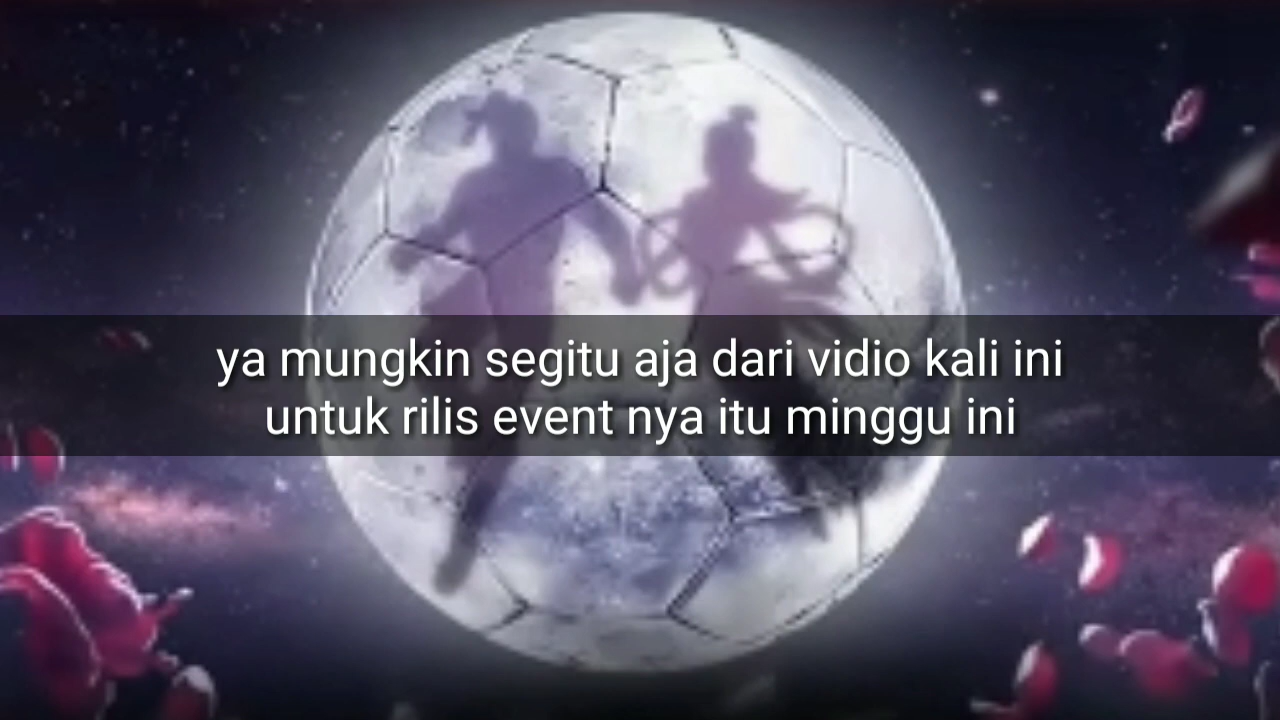 ya mungkin segitu aja dari vidio kali ini
untuk rilis event nya itu minggu ini